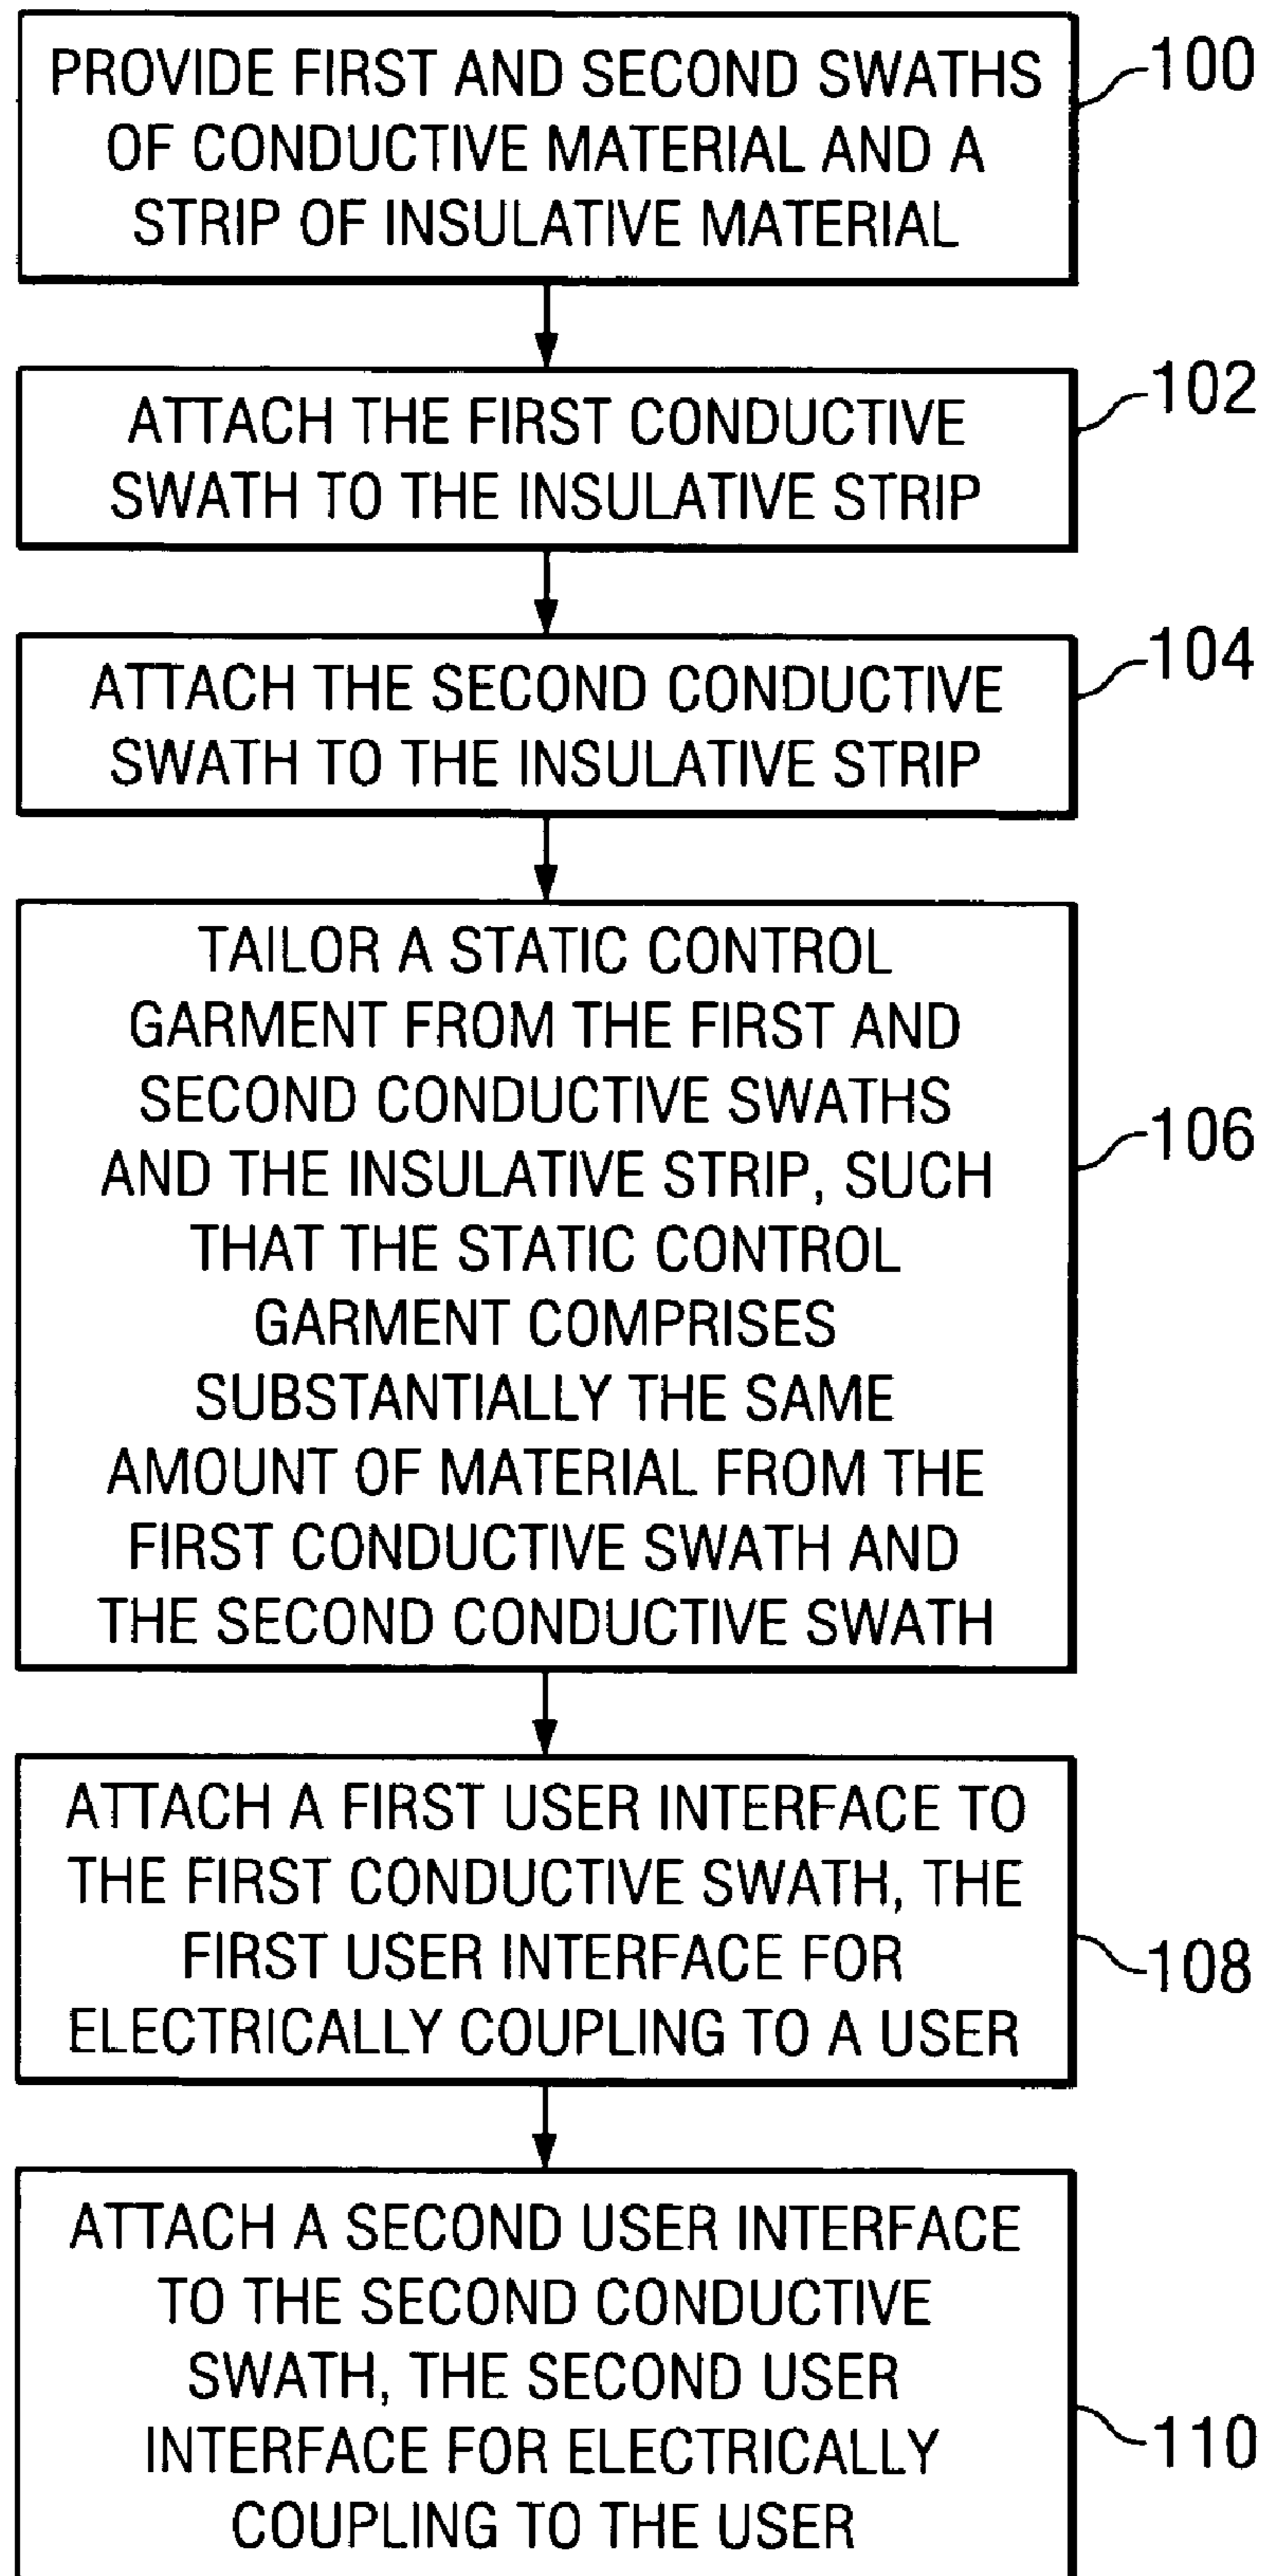 PROVIDE FIRST AND SECOND SWATHS
OF CONDUCTIVE MATERIAL AND A
STRIP OF INSULATIVE MATERIAL
100
ATTACH THE FIRST CONDUCTIVE
SWATH TO THE INSULATIVE STRIP
102
ATTACH THE SECOND CONDUCTIVE
SWATH TO THE INSULATIVE STRIP
104
TAILOR A STATIC CONTROL
GARMENT FROM THE FIRST AND
SECOND CONDUCTIVE SWATHS
AND THE INSULATIVE STRIP, SUCH
THAT THE STATIC CONTROL
GARMENT COMPRISES
SUBSTANTIALLY THE SAME
AMOUNT OF MATERIAL FROM THE
FIRST CONDUCTIVE SWATH AND
THE SECOND CONDUCTIVE SWATH
106
ATTACH A FIRST USER INTERFACE TO
THE FIRST CONDUCTIVE SWATH, THE
FIRST USER INTERFACE FOR
ELECTRICALLY COUPLING TO A USER
108
ATTACH A SECOND USER INTERFACE
TO THE SECOND CONDUCTIVE
SWATH, THE SECOND USER
INTERFACE FOR ELECTRICALLY
COUPLING TO THE USER
110